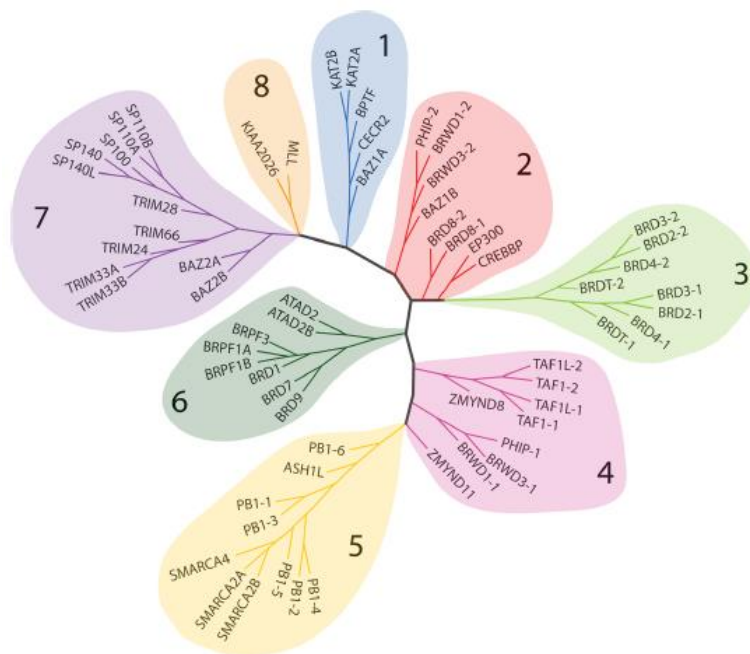 1
KAT2B
KAT2A
BPTF
CECR2
BAZ1A
2
PHIP-2
BRWD1-2
BRWD3-2
BAZ1B
BRD8-2
BRD8-1
EP300
CREBBP
3
BRD3-2
BRD2-2
BRD4-2
BRDT-2
BRD3-1
BRD2-1
BRD4-1
BRDT-1
4
TAF1L-2
TAF1-2
ZMYND8
TAF1L-1
TAF1-1
PHIP-1
BRWD3-1
BRWD1-1
ZMYND11
5
PB1-6
ASH1L
PB1-1
PB1-3
SMARCA4
SMARCA2A
SMARCA2B
PB1-5
PB1-2
PB1-4
6
ATAD2
ATAD2B
BRPF3
BRPF1A
BRPF1B
BRD1
BRD7
BRD9
7
SP110B
SP110A
SP100
SP140
SP140L
TRIM28
TRIM66
TRIM24
TRIM33A
TRIM33B
BAZ2A
BAZ2B
8
MLL
KIAA2026